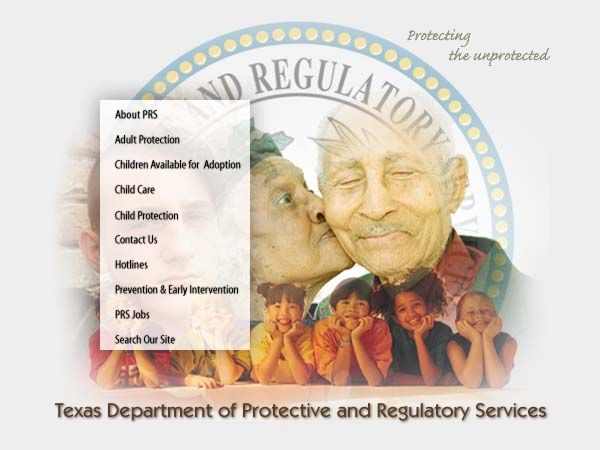 Protecting
the unprotected
AND REGULATORY
About PRS
Adult Protection
Children Available for Adoption
Child Care
Child Protection
Contact Us
Hotlines
Prevention & Early Intervention
PRS Jobs
Search Our Site
Texas Department of Protective and Regulatory Services